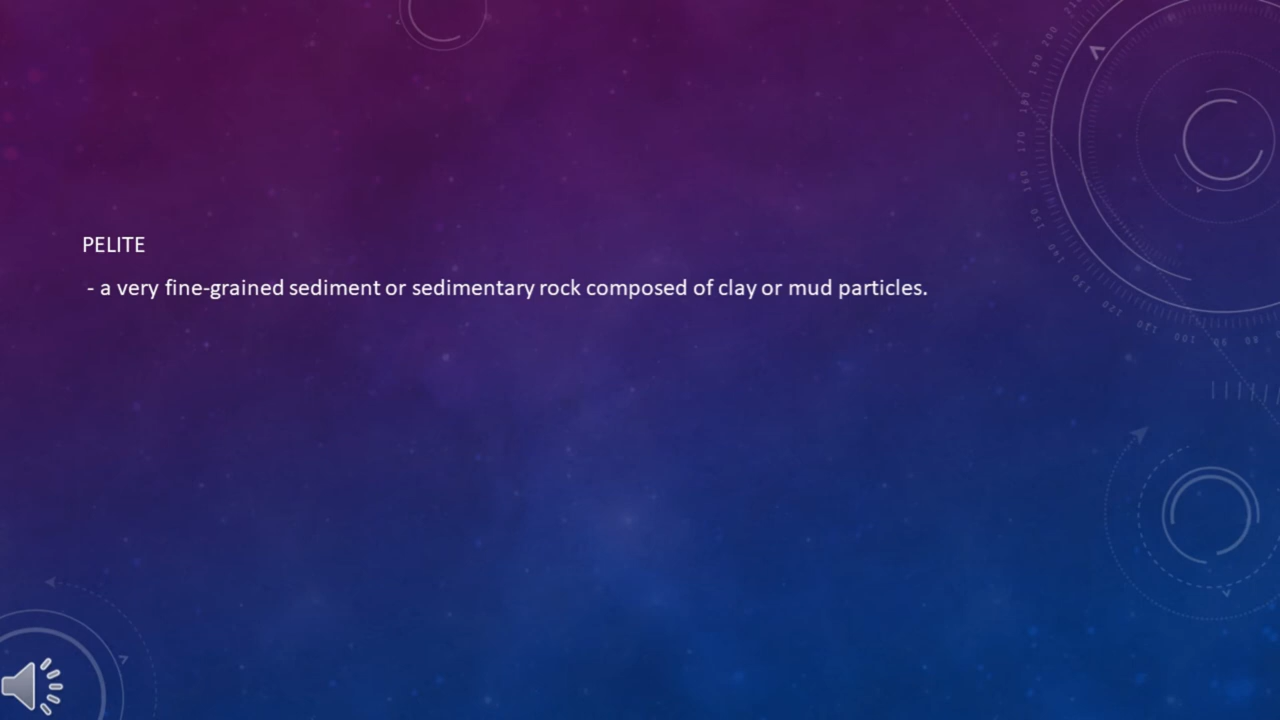 PELITE
- a very fine-grained sediment or sedimentary rock composed of clay or mud particles.